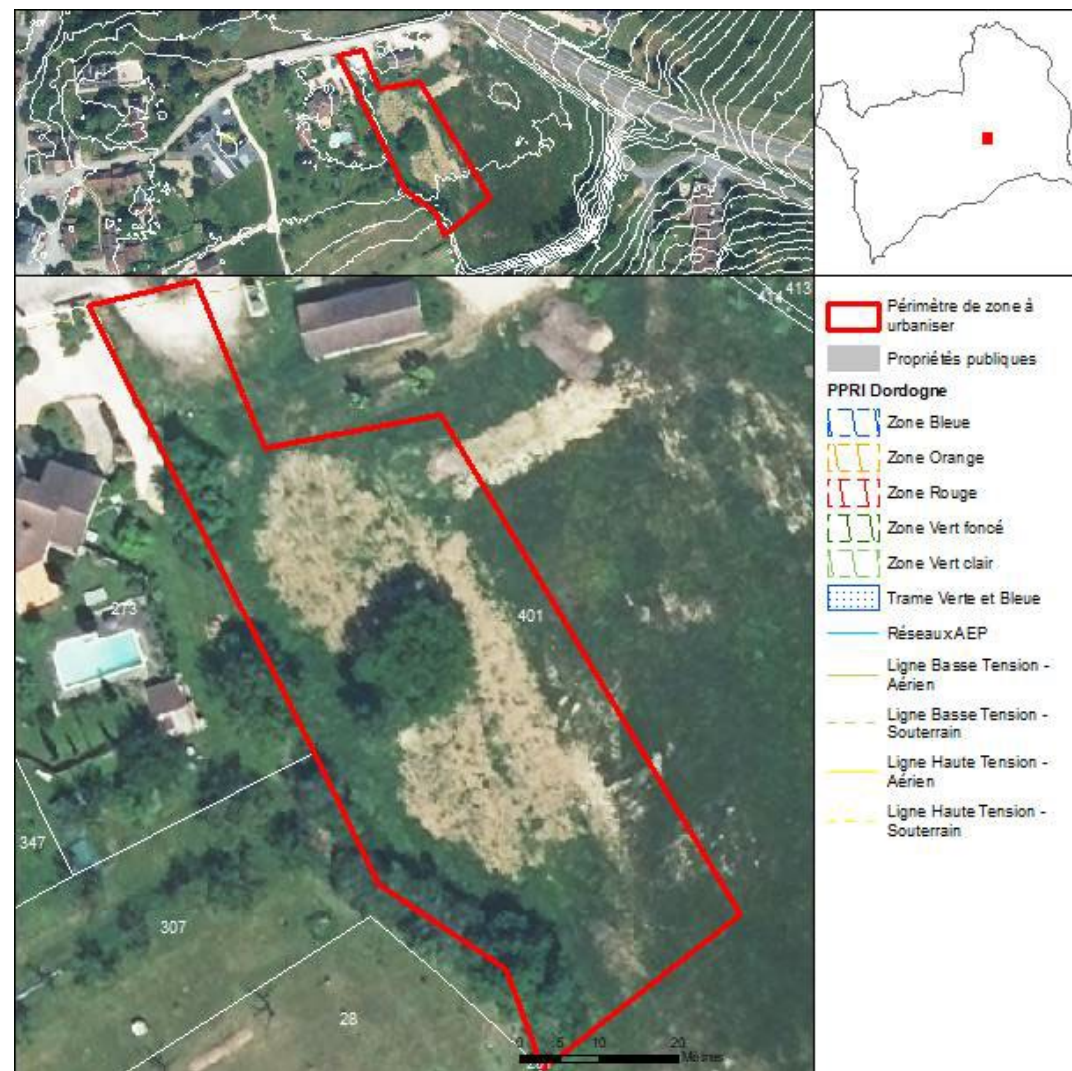 413
414
401
273
347
307
28
0 5 10 20
Mètres
Périmètre de zone à
urbaniser
Propriétés publiques
PPRI Dordogne
Zone Bleue
Zone Orange
Zone Rouge
Zone Vert foncé
Zone Vert clair
Trame Verte et Bleue
Réseaux AEP
Ligne Basse Tension -
Aérien
Ligne Basse Tension -
Souterrain
Ligne Haute Tension -
Aérien
Ligne Haute Tension -
Souterrain